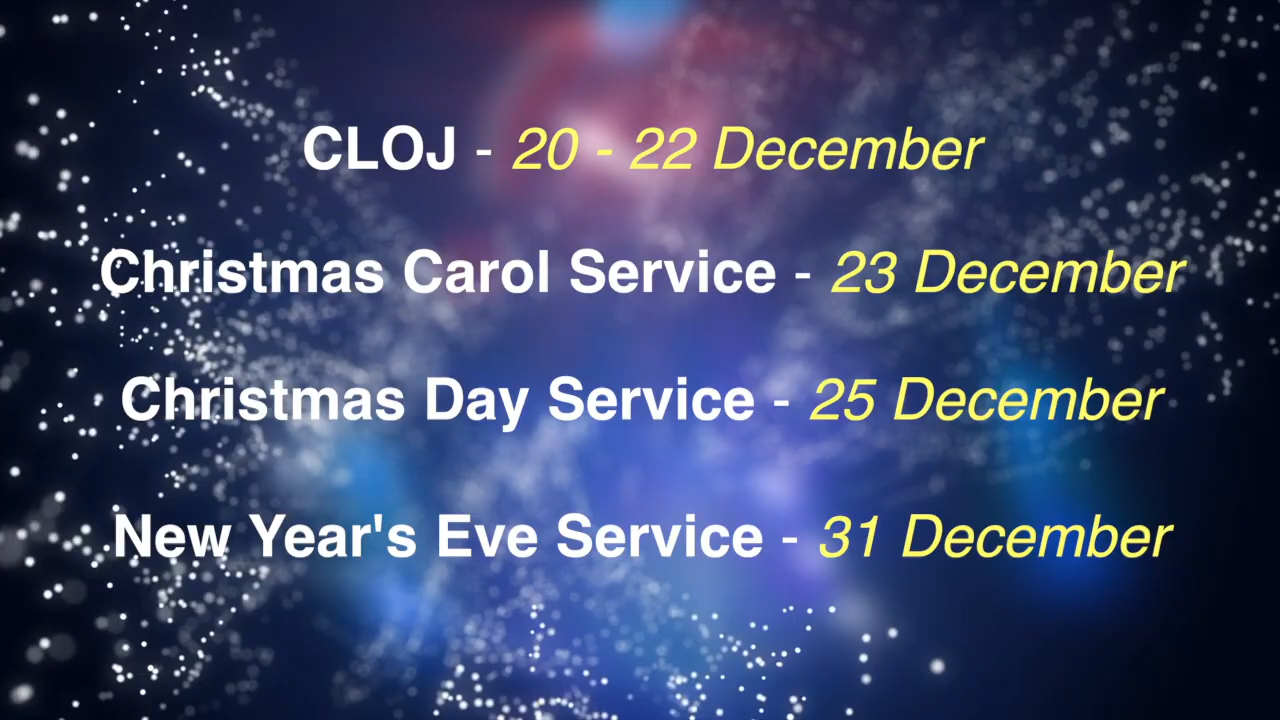 CLOJ - 20 - 22 December
Christmas Carol Service - 23 December
Christmas Day Service - 25 December
New Year's Eve Service - 31 December